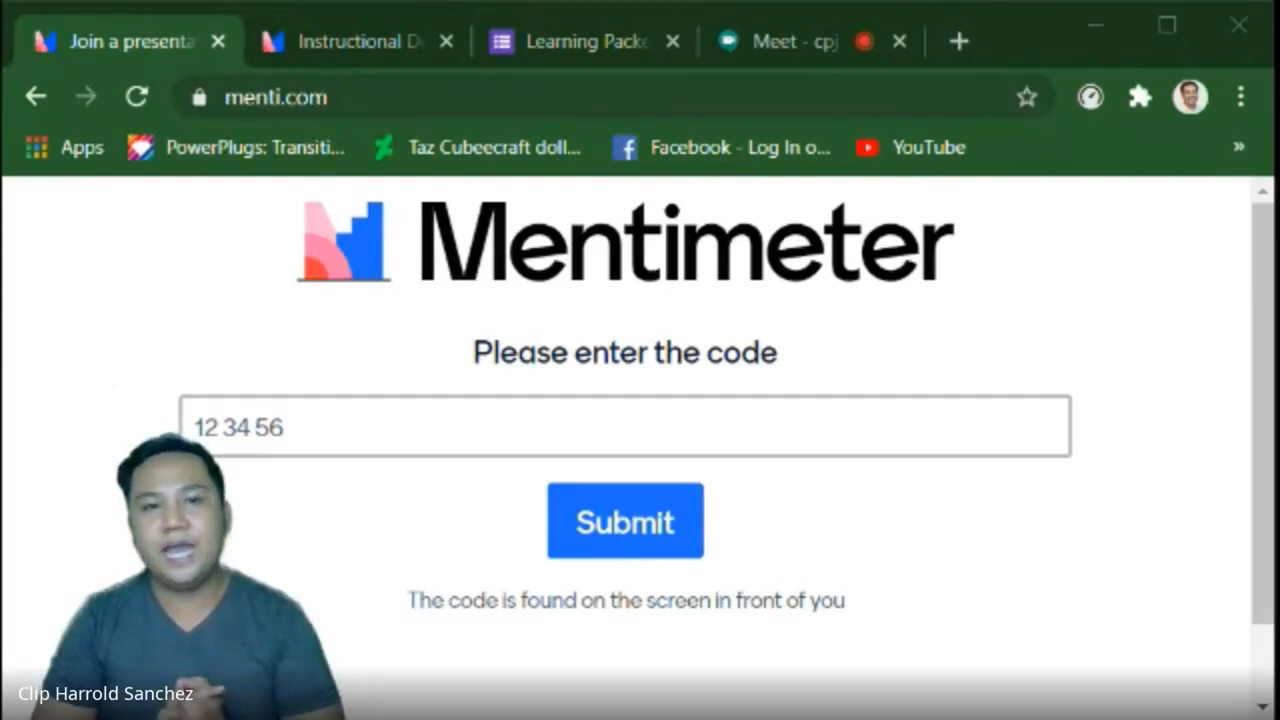 Join a presenta
Instructional D
Learning Packe
Meet - cpj
menti.com
Apps
PowerPlugs: Transiti...
Taz Cubeecraft doll...
Facebook - Log In o...
YouTube
»
Mentimeter
Please enter the code
12 34 56
Submit
The code is found on the screen in front of you
Clip Harrold Sanchez